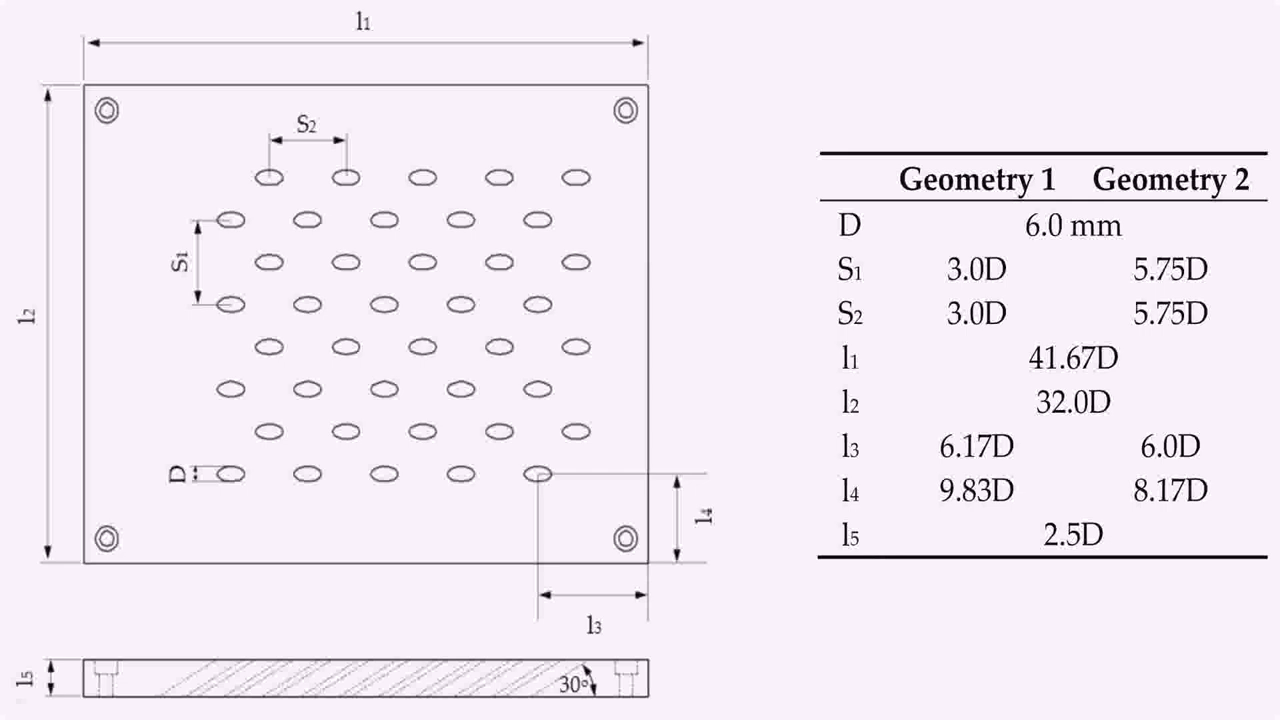 l1
S2
S1
l2
D
l4
l3
l5
30°
Geometry 1 Geometry 2
D 6.0 mm
S1 3.0D 5.75D
S2 3.0D 5.75D
l1 41.67D
l2 32.0D
l3 6.17D 6.0D
l4 9.83D 8.17D
l5 2.5D